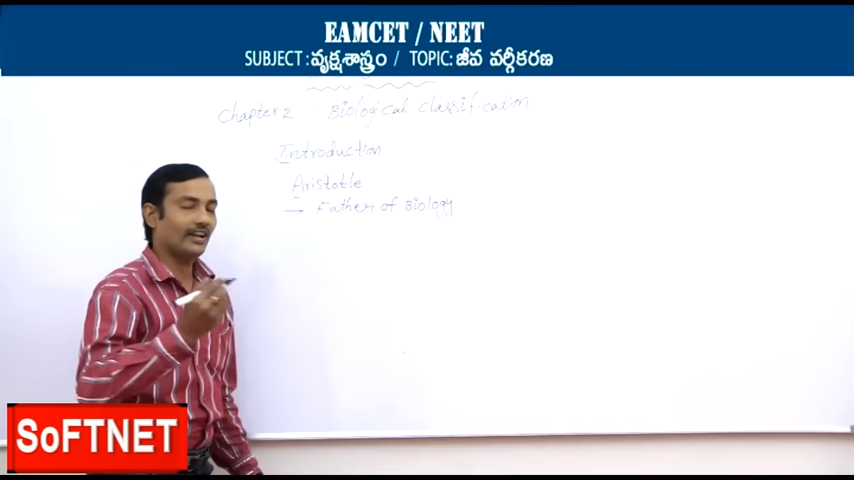 EAMCET / NEET
SUBJECT : వృక్షశాస్త్రం / TOPIC: జీవ వర్గీకరణ
Chapter 2 Biological classification
Introduction
Aristotle
→ Father of Biology
SoFTNET